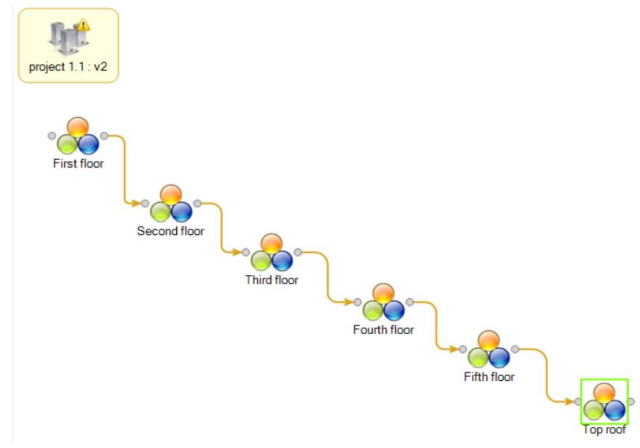 project 1.1 : v2
First floor
Second floor
Third floor
Fourth floor
Fifth floor
Top roof